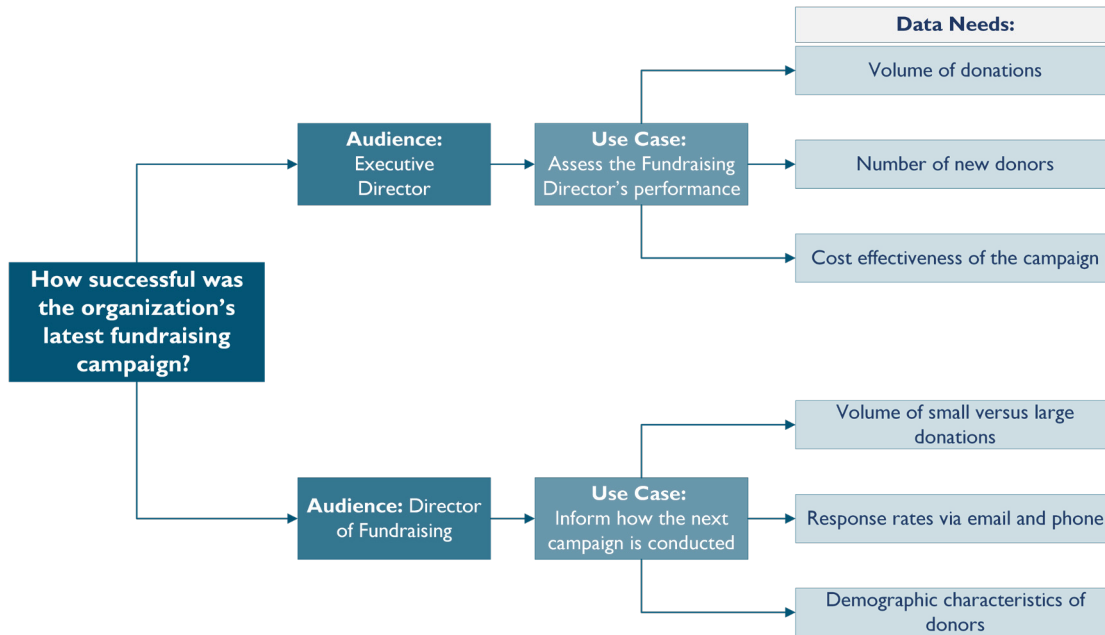 Data Needs:
Volume of donations
Audience:
Executive
Director
Use Case:
Assess the Fundraising
Director’s performance
Number of new donors
Cost effectiveness of the campaign
How successful was
the organization’s
latest fundraising
campaign?
Volume of small versus large
donations
Audience: Director
of Fundraising
Use Case:
Inform how the next
campaign is conducted
Response rates via email and phone
Demographic characteristics of
donors